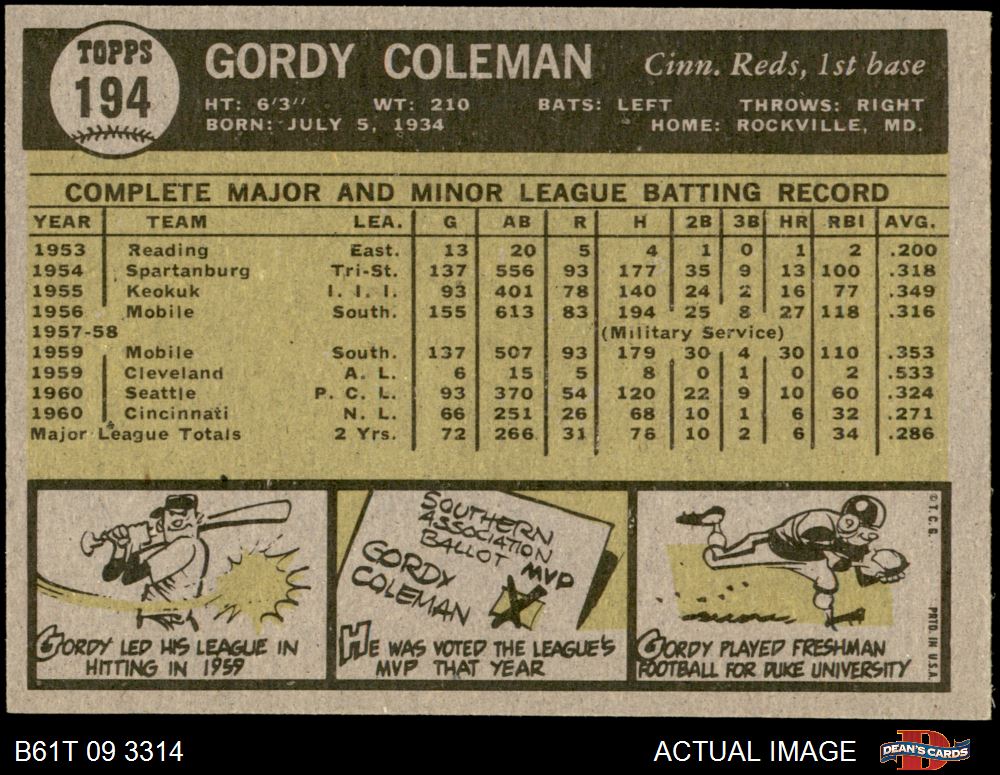 TOPPS
194
GORDY COLEMAN Cinn. Reds, 1st base
HT: 6'3" WT: 210 BATS: LEFT THROWS: RIGHT
BORN: JULY 5, 1934 HOME: ROCKVILLE, MD.
COMPLETE MAJOR AND MINOR LEAGUE BATTING RECORD
YEAR TEAM LEA. G AB R H 2B 3B HR RBI AVG.
1953 Reading East. 13 20 5 4 1 0 1 2 .200
1954 Spartanburg Tri-St. 137 556 93 177 35 9 13 100 .318
1955 Keokuk I. I. I. 93 401 78 140 24 2 16 77 .349
1956 Mobile South. 155 613 83 194 25 8 27 118 .316
1957-58 (Military Service)
1959 Mobile South. 137 507 93 179 30 4 30 110 .353
1959 Cleveland A. L. 6 15 5 8 0 1 0 2 .533
1960 Seattle P. C. L. 93 370 54 120 22 9 10 60 .324
1960 Cincinnati N. L. 66 251 26 68 10 1 6 32 .271
Major League Totals 2 Yrs. 72 266 31 76 10 2 6 34 .286
GORDY LED HIS LEAGUE IN
HITTING IN 1959
SOUTHERN
ASSOCIATION
BALLOT
MVP
GORDY
COLEMAN
X
HE WAS VOTED THE LEAGUE'S
MVP THAT YEAR
GORDY PLAYED FRESHMAN
FOOTBALL FOR DUKE UNIVERSITY
© T. C. G.
PRTD. IN U.S.A.
B61T 09 3314 ACTUAL IMAGE DEAN'S CARDS